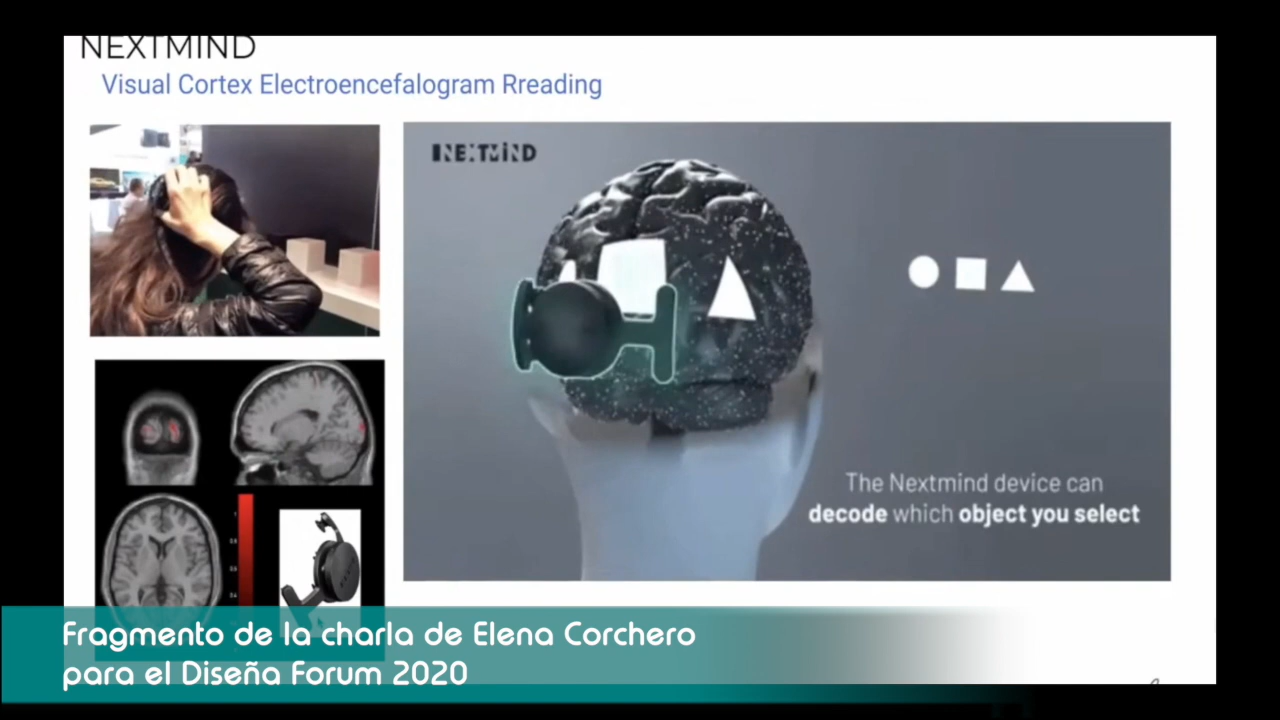 NEXTMIND
Visual Cortex Electroencefalogram Rreading
NEXTMIND
The Nextmind device can
decode which object you select
Fragmento de la charla de Elena Corchero
para el Diseña Forum 2020